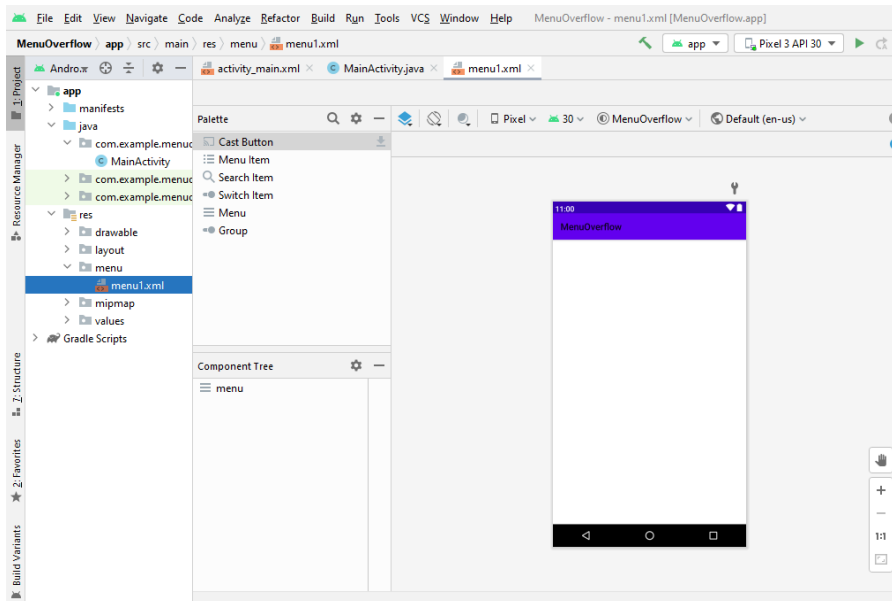 File Edit View Navigate Code Analyze Refactor Build Run Tools VCS Window Help MenuOverflow - menu1.xml [MenuOverflow.app]
MenuOverflow app src main res menu menu1.xml app Pixel 3 API 30
1: Project
Resource Manager
7: Structure
2: Favorites
Build Variants
Andro
app
manifests
java
com.example.menuc
MainActivity
com.example.menuc
com.example.menuc
res
drawable
layout
menu
menu1.xml
mipmap
values
Gradle Scripts
activity_main.xml MainActivity.java menu1.xml
Palette
Cast Button
Menu Item
Search Item
Switch Item
Menu
Group
Component Tree
menu
Pixel 30 MenuOverflow Default (en-us)
11:00
MenuOverflow
1:1